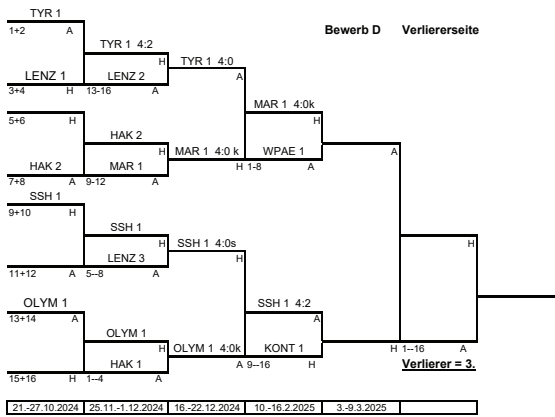 TYR 1
Bewerb D Verliererseite
1+2 A
TYR 1 4:2
H TYR 1 4:0
LENZ 1 LENZ 2 A
3+4 H 13-16 A
MAR 1 4:0k
5+6 H H
HAK 2
H MAR 1 4:0 k WPAE 1 A
HAK 2 MAR 1 H 1-8 A
7+8 A 9-12 A
SSH 1
9+10 H
SSH 1 H
H SSH 1 4:0s
LENZ 3 H
11+12 A 5--8 A
OLYM 1 SSH 1 4:2
13+14 A A
OLYM 1
H OLYM 1 4:0k KONT 1 H 1--16 A
HAK 1 A 9--16 H Verlierer = 3.
15+16 H 1--4 A
21.-27.10.2024 25.11.-1.12.2024 16.-22.12.2024 10.-16.2.2025 3.-9.3.2025